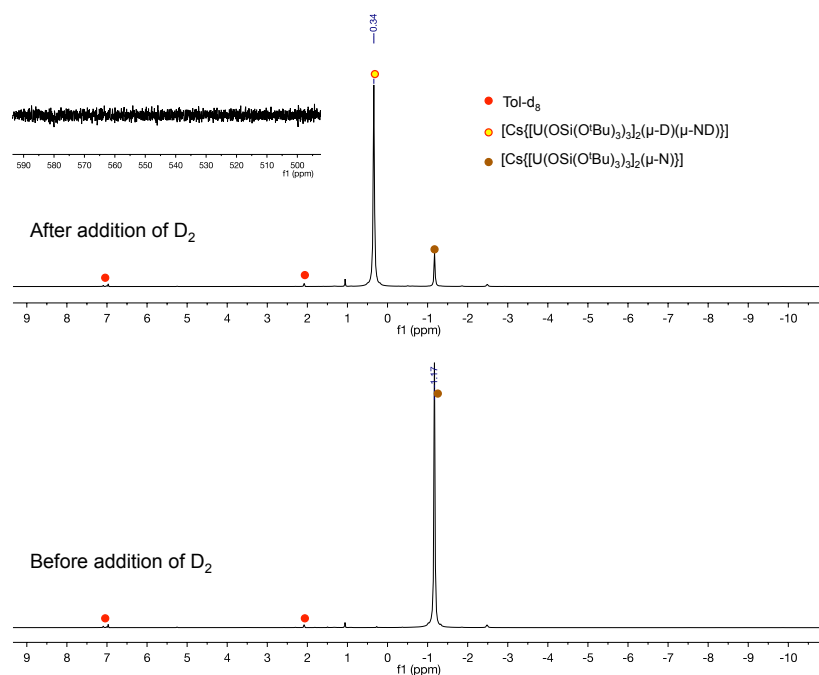 0.34
Tol-d₈
[Cs{[U(OSi(OᵗBu)₃)₃]₂(μ-D)(μ-ND)}]
[Cs{[U(OSi(OᵗBu)₃)₃]₂(μ-N)}]
590 580 570 560 550 540 530 520 510 500
f1 (ppm)
After addition of D₂
9 8 7 6 5 4 3 2 1 0 -1 -2 -3 -4 -5 -6 -7 -8 -9 -10
f1 (ppm)
1.17
Before addition of D₂
9 8 7 6 5 4 3 2 1 0 -1 -2 -3 -4 -5 -6 -7 -8 -9 -10
f1 (ppm)